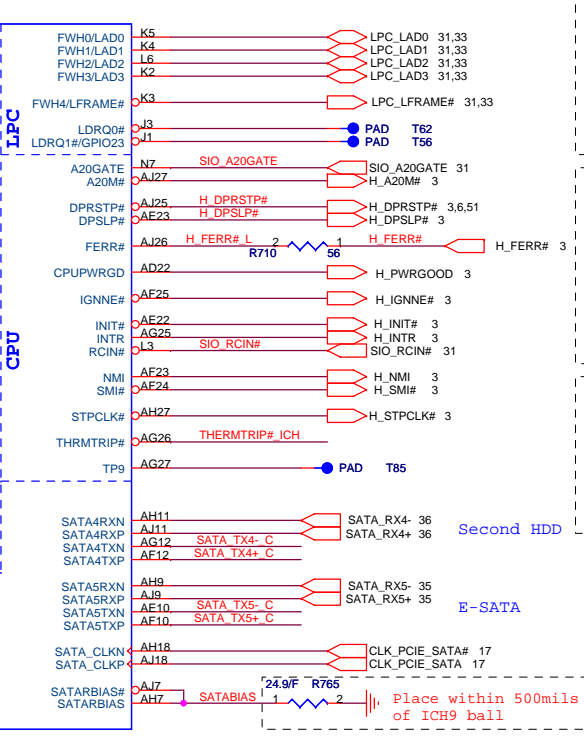 FWH0/LAD0 K5 LPC_LAD0 31,33
FWH1/LAD1 K4 LPC_LAD1 31,33
FWH2/LAD2 L6 LPC_LAD2 31,33
FWH3/LAD3 K2 LPC_LAD3 31,33
FWH4/LFRAME# K3 LPC_LFRAME# 31,33
LPC
LDRQ0# J3 PAD T62
LDRQ1#/GPIO23 J1 PAD T56
A20GATE N7 SIO_A20GATE SIO_A20GATE 31
A20M# AJ27 H_A20M# 3
DPRSTP# AJ25 H_DPRSTP# H_DPRSTP# 3,6,51
DPSLP# AE23 H_DPSLP# H_DPSLP# 3
FERR# AJ26 H_FERR#_L 2 1 H_FERR# H_FERR# 3
R710 56
CPUPWRGD AD22 H_PWRGOOD 3
IGNNE# AF25 H_IGNNE# 3
INIT# AE22 H_INIT# 3
INTR AG25 H_INTR 3
RCIN# L3 SIO_RCIN# SIO_RCIN# 31
CPU
NMI AF23 H_NMI 3
SMI# AF24 H_SMI# 3
STPCLK# AH27 H_STPCLK# 3
THRMTRIP# AG26 THERMTRIP#_ICH
TP9 AG27 PAD T85
SATA4RXN AH11 SATA_RX4- 36
SATA4RXP AJ11 SATA_RX4+ 36
Second HDD
SATA4TXN AG12 SATA_TX4-_C
SATA4TXP AF12 SATA_TX4+_C
SATA5RXN AH9 SATA_RX5- 35
SATA5RXP AJ9 SATA_RX5+ 35
E-SATA
SATA5TXN AE10 SATA_TX5-_C
SATA5TXP AF10 SATA_TX5+_C
SATA_CLKN AH18 CLK_PCIE_SATA# 17
SATA_CLKP AJ18 CLK_PCIE_SATA 17
SATARBIAS# AJ7 24.9/F R765
SATARBIAS AH7 SATABIAS 1 2
Place within 500mils
of ICH9 ball